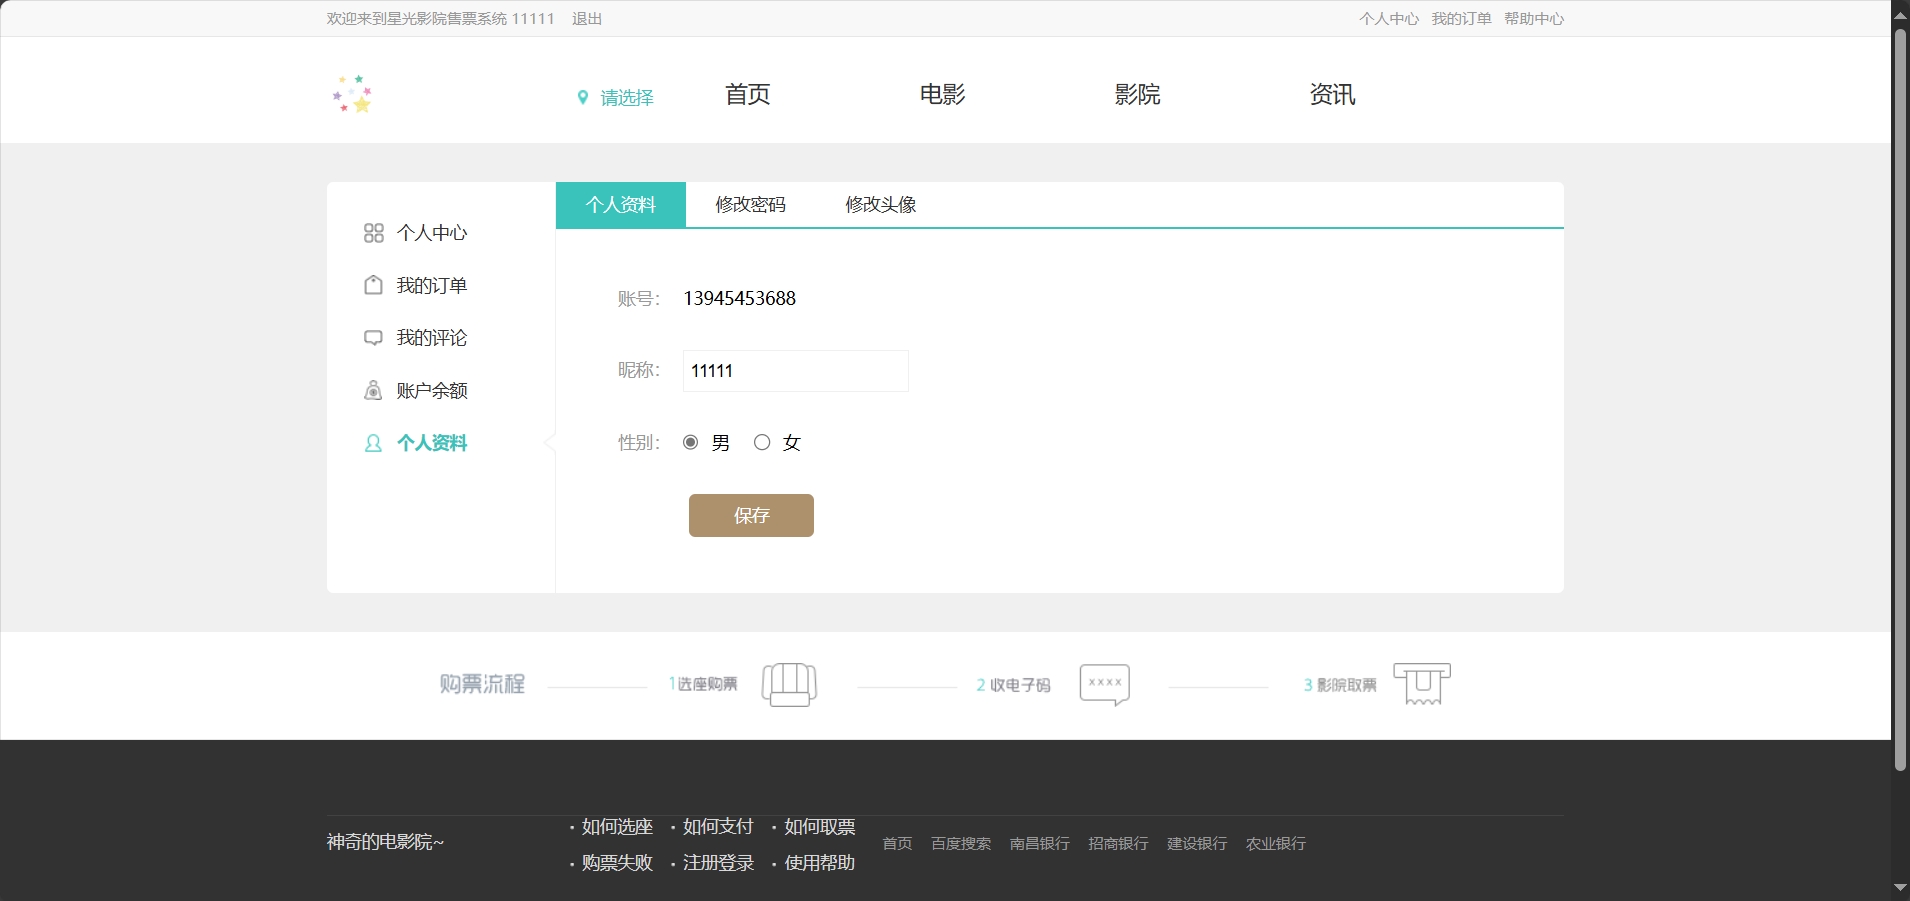 欢迎来到星光影院售票系统 11111 退出 个人中心 我的订单 帮助中心
请选择 首页 电影 影院 资讯
个人资料 修改密码 修改头像
个人中心
我的订单
我的评论
账户余额
个人资料
账号： 13945453688
昵称： 11111
性别： 男 女
保存
购票流程 1选座购票 2 收电子码 xxxx 3 影院取票
神奇的电影院~
· 如何选座 · 如何支付 · 如何取票
· 购票失败 · 注册登录 · 使用帮助
首页 百度搜索 南昌银行 招商银行 建设银行 农业银行